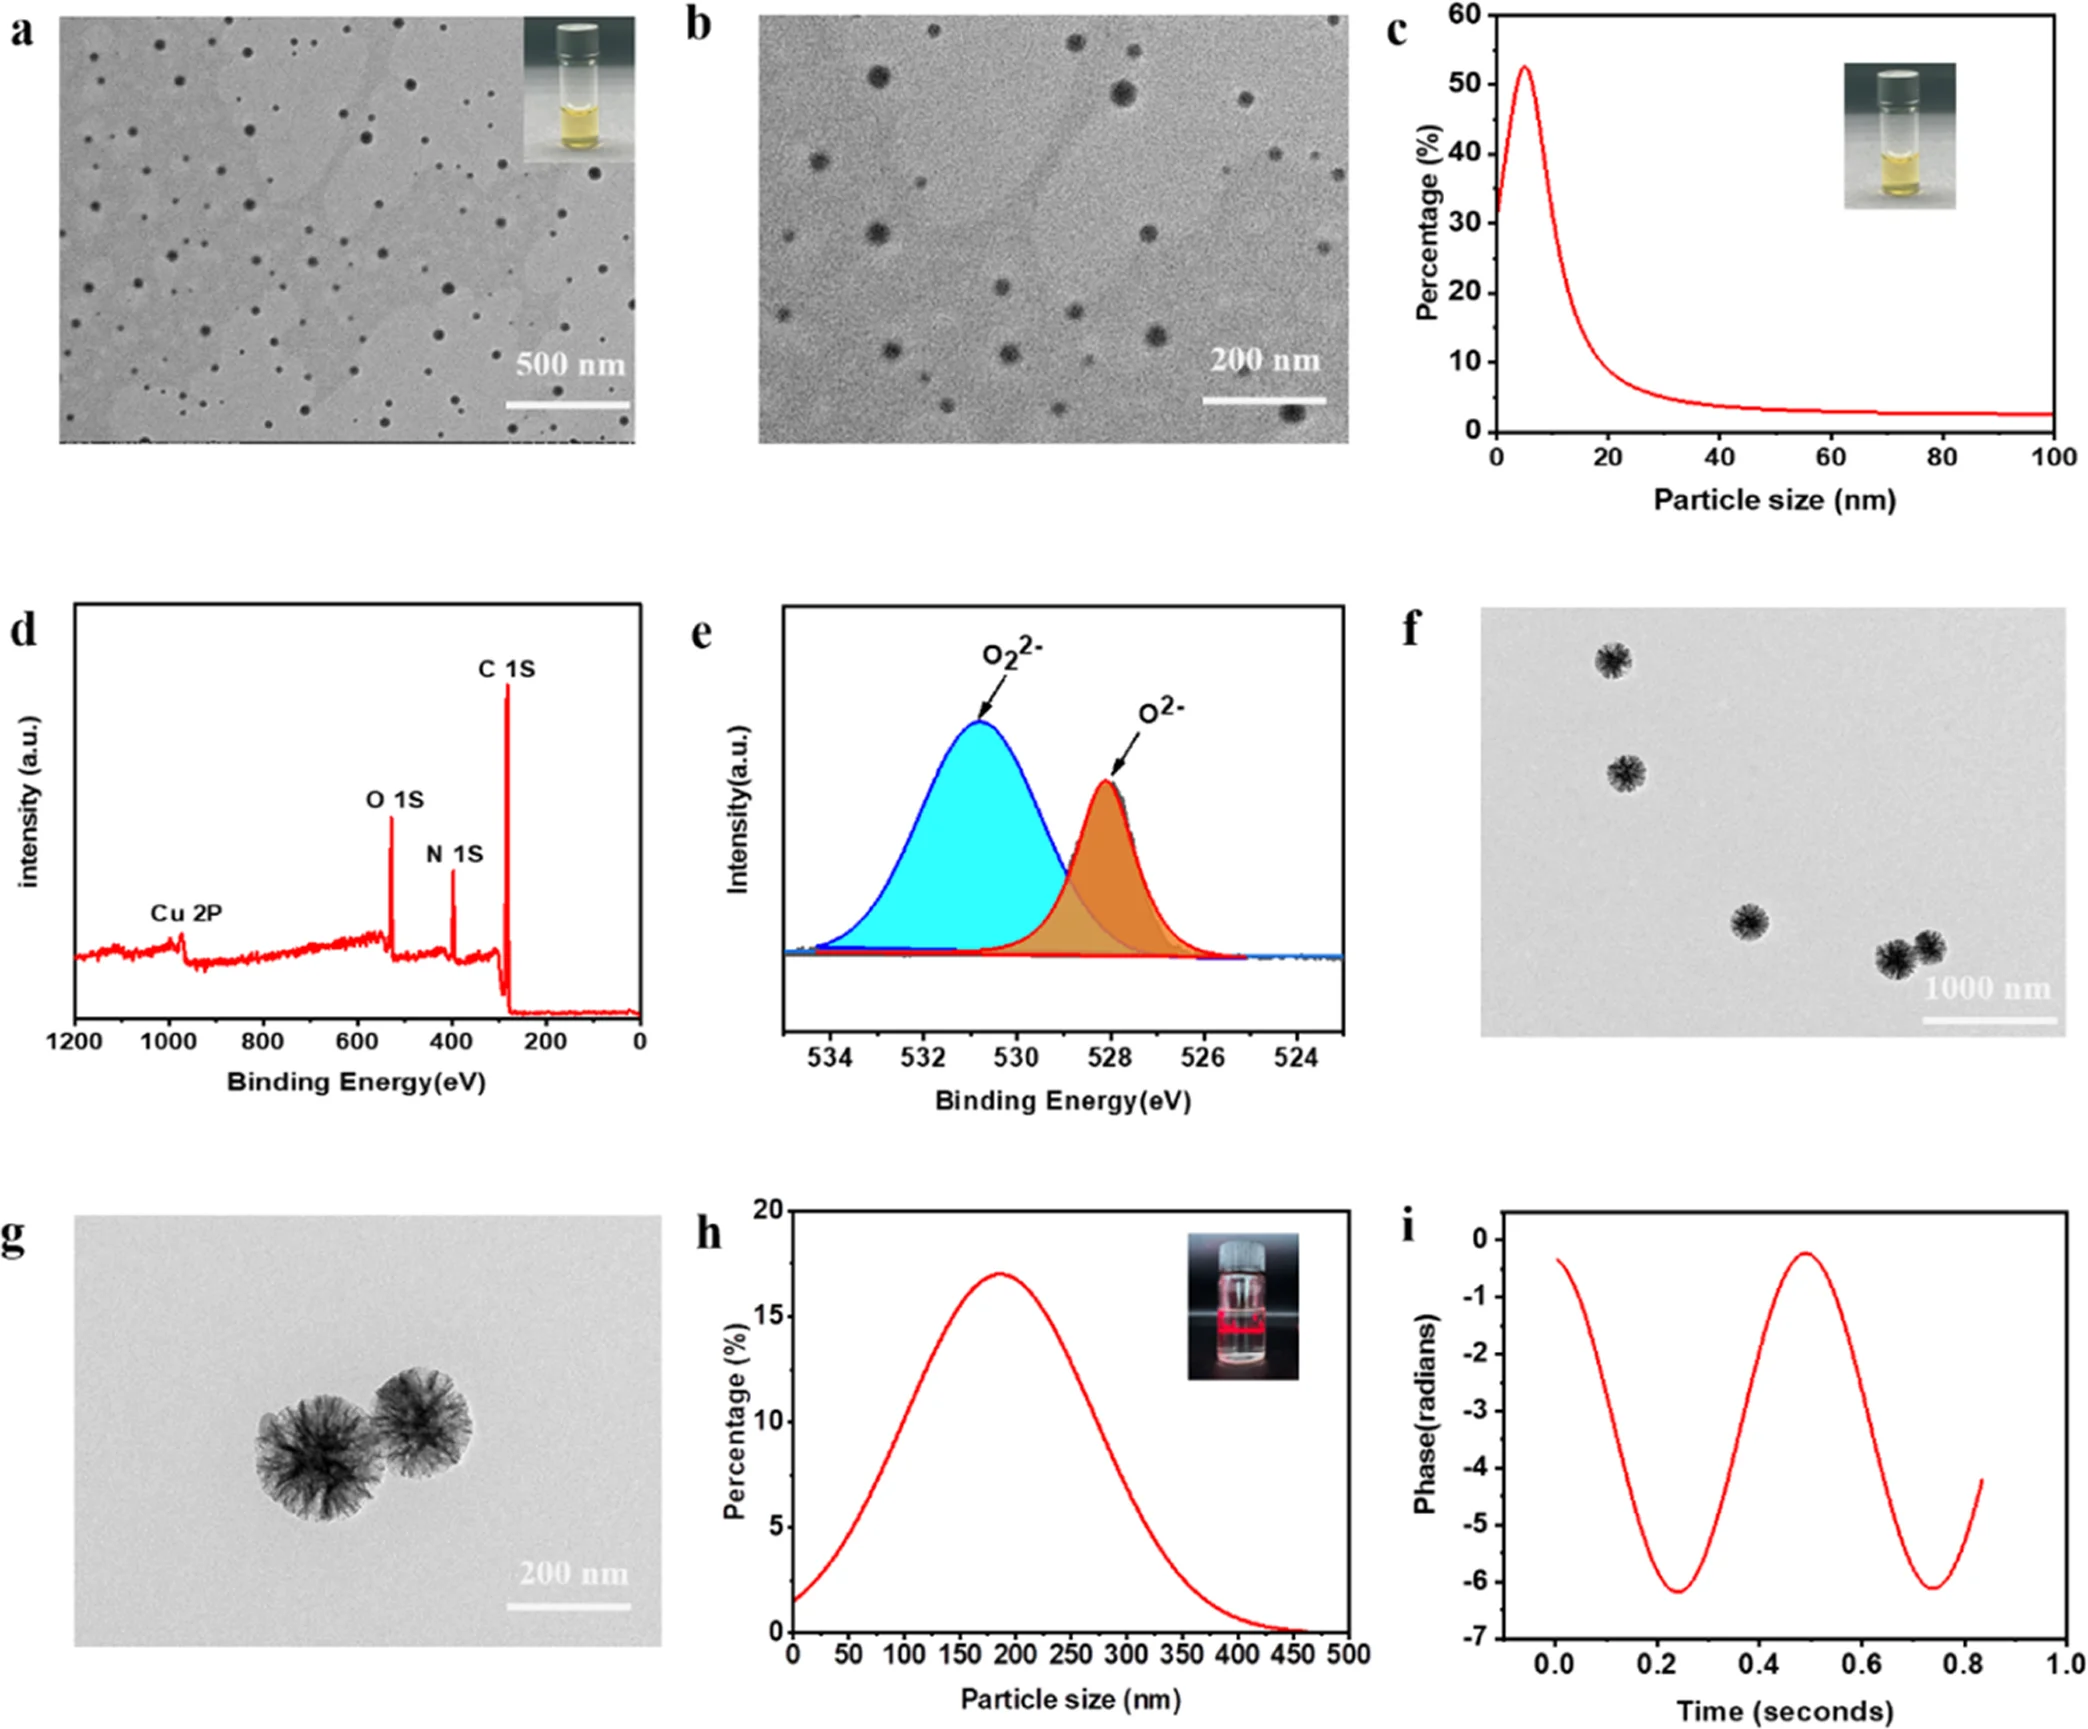 a
500 nm
b
200 nm
c
60
50
40
30
20
10
0
Percentage (%)
0 20 40 60 80 100
Particle size (nm)
d
intensity (a.u.)
Cu 2P
O 1S
N 1S
C 1S
1200 1000 800 600 400 200 0
Binding Energy(eV)
e
Intensity(a.u.)
O₂²⁻
O²⁻
534 532 530 528 526 524
Binding Energy(eV)
f
1000 nm
g
200 nm
h
20
15
10
5
0
Percentage (%)
0 50 100 150 200 250 300 350 400 450 500
Particle size (nm)
i
0
-1
-2
-3
-4
-5
-6
-7
Phase(radians)
0.0 0.2 0.4 0.6 0.8 1.0
Time (seconds)